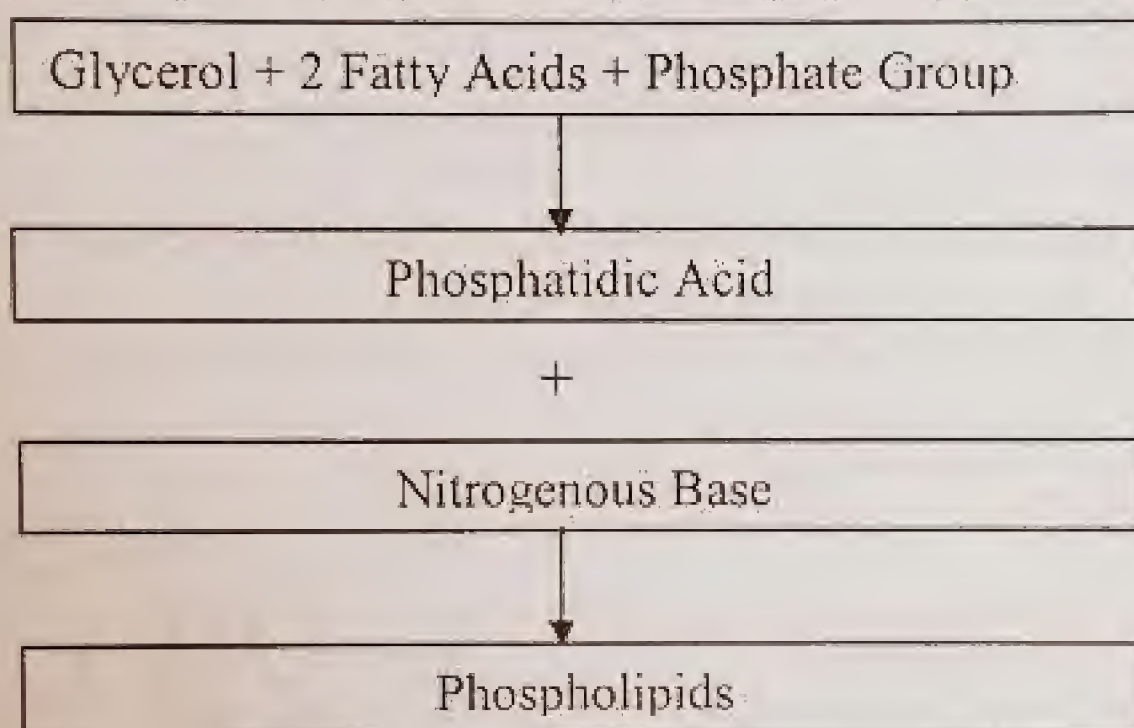 Glycerol + 2 Fatty Acids + Phosphate Group
Phosphatidic Acid
+
Nitrogenous Base
Phospholipids